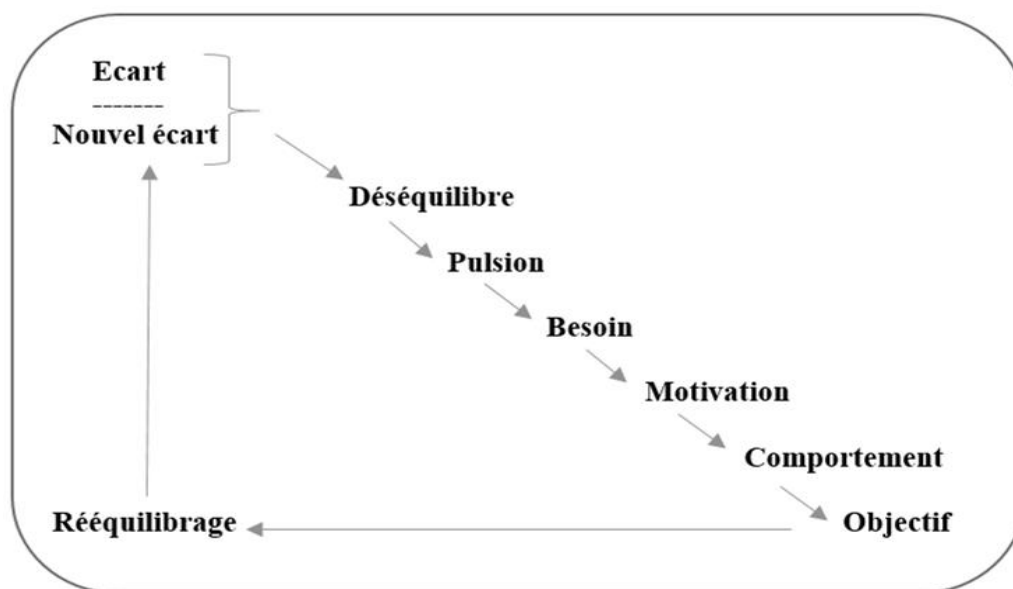 Ecart
-------
Nouvel écart
Déséquilibre
Pulsion
Besoin
Motivation
Comportement
Rééquilibrage
Objectif